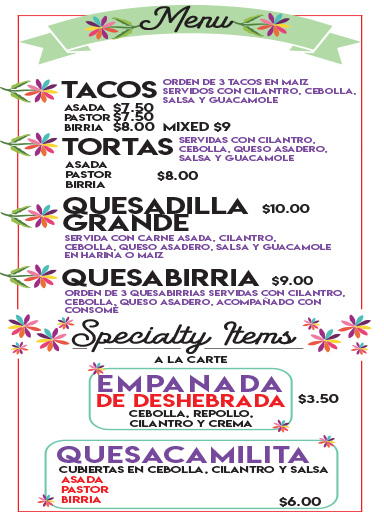 Menu
TACOS
ORDEN DE 3 TACOS EN MAIZ
SERVIDOS CON CILANTRO, CEBOLLA,
SALSA Y GUACAMOLE
ASADA $7.50
PASTOR $7.50
BIRRIA $8.00 MIXED $9
TORTAS
SERVIDAS CON CILANTRO,
CEBOLLA, QUESO ASADERO,
SALSA Y GUACAMOLE
ASADA
PASTOR $8.00
BIRRIA
QUESADILLA $10.00
GRANDE
SERVIDA CON CARNE ASADA, CILANTRO,
CEBOLLA, QUESO ASADERO, SALSA Y GUACAMOLE
EN HARINA O MAIZ
QUESABIRRIA $9.00
ORDEN DE 3 QUESABIRRIAS SERVIDAS CON CILANTRO,
CEBOLLA, QUESO ASADERO, ACOMPAÑADO CON
CONSOMÉ
Specialty Items
A LA CARTE
EMPANADA
DE DESHEBRADA $3.50
CEBOLLA, REPOLLO,
CILANTRO Y CREMA
QUESACAMILITA
CUBIERTAS EN CEBOLLA, CILANTRO Y SALSA
ASADA
PASTOR
BIRRIA $6.00